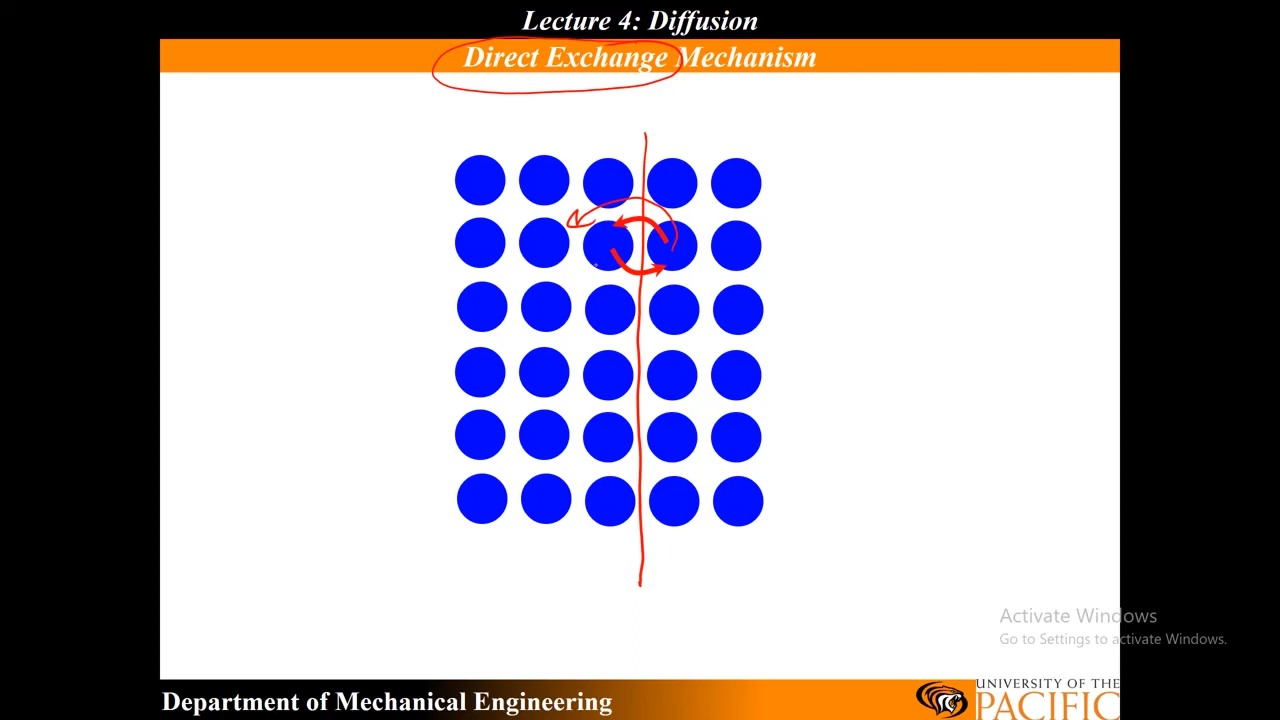 Lecture 4: Diffusion
Direct Exchange Mechanism
Activate Windows
Go to Settings to activate Windows.
Department of Mechanical Engineering
UNIVERSITY OF THE
PACIFIC